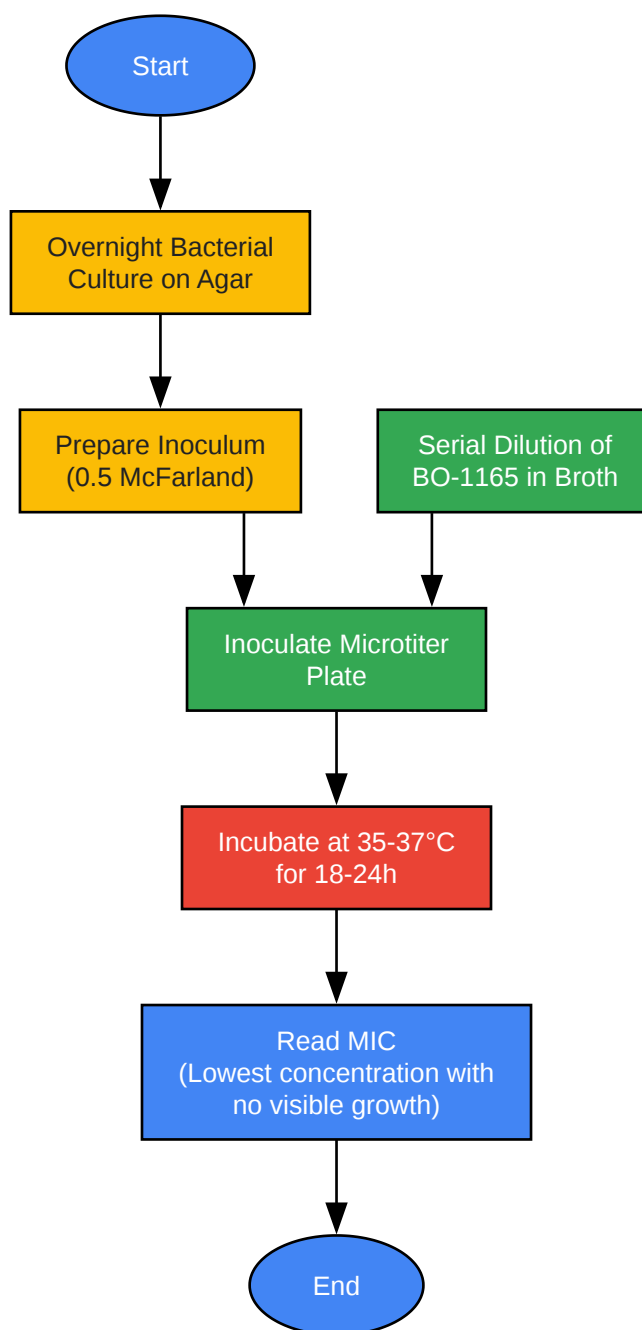 Start
Overnight Bacterial
Culture on Agar
Prepare Inoculum
(0.5 McFarland)
Serial Dilution of
BO-1165 in Broth
Inoculate Microtiter
Plate
Incubate at 35-37°C
for 18-24h
Read MIC
(Lowest concentration with
no visible growth)
End